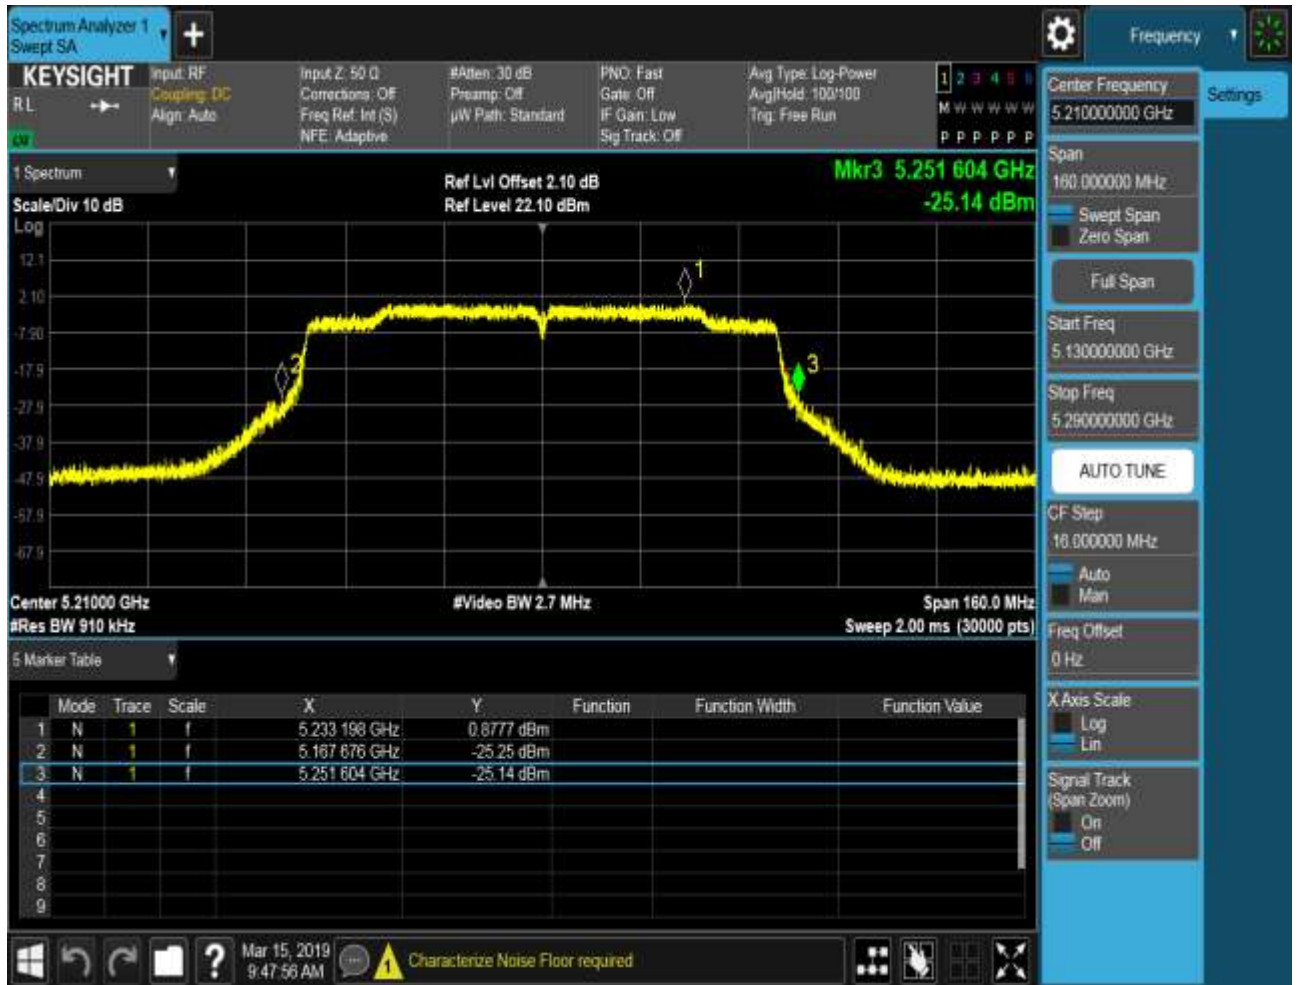 Spectrum Analyzer 1
Swept SA
+
Frequency
KEYSIGHT
R L
Input: RF
Coupling: DC
Align: Auto
Input Z: 50 Ω
Corrections: Off
Freq Ref: Int (S)
NFE: Adaptive
#Atten: 30 dB
Preamp: Off
µW Path: Standard
PNO: Fast
Gate: Off
IF Gain: Low
Sig Track: Off
Avg Type: Log-Power
Avg|Hold: 100/100
Trig: Free Run
1 2 3 4 5 6
M W W W W W
P P P P P P
1 Spectrum
Scale/Div 10 dB
Ref Lvl Offset 2.10 dB
Ref Level 22.10 dBm
Mkr3 5.251 604 GHz
-25.14 dBm
Log
12.1
2.10
-7.90
-17.9
-27.9
-37.9
-47.9
-57.9
-67.9
1
2
3
Center 5.21000 GHz
#Video BW 2.7 MHz
Span 160.0 MHz
#Res BW 910 kHz
Sweep 2.00 ms (30000 pts)
5 Marker Table
Mode Trace Scale X Y Function Function Width Function Value
1 N 1 f 5.233 198 GHz 0.8777 dBm
2 N 1 f 5.167 676 GHz -25.25 dBm
3 N 1 f 5.251 604 GHz -25.14 dBm
4
5
6
7
8
9
Mar 15, 2019
9:47:56 AM
?
1
Characterize Noise Floor required
Center Frequency
5.210000000 GHz
Settings
Span
160.000000 MHz
Swept Span
Zero Span
Full Span
Start Freq
5.130000000 GHz
Stop Freq
5.290000000 GHz
AUTO TUNE
CF Step
16.000000 MHz
Auto
Man
Freq Offset
0 Hz
X Axis Scale
Log
Lin
Signal Track
(Span Zoom)
On
Off